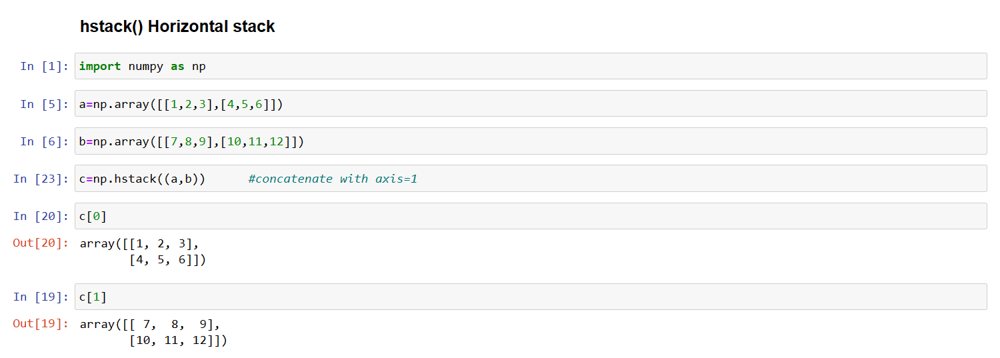 hstack() Horizontal stack
In [1]: import numpy as np
In [5]: a=np.array([[1,2,3],[4,5,6]])
In [6]: b=np.array([[7,8,9],[10,11,12]])
In [23]: c=np.hstack((a,b))      #concatenate with axis=1
In [20]: c[0]
Out[20]: array([[1, 2, 3],
       [4, 5, 6]])
In [19]: c[1]
Out[19]: array([[ 7,  8,  9],
       [10, 11, 12]])